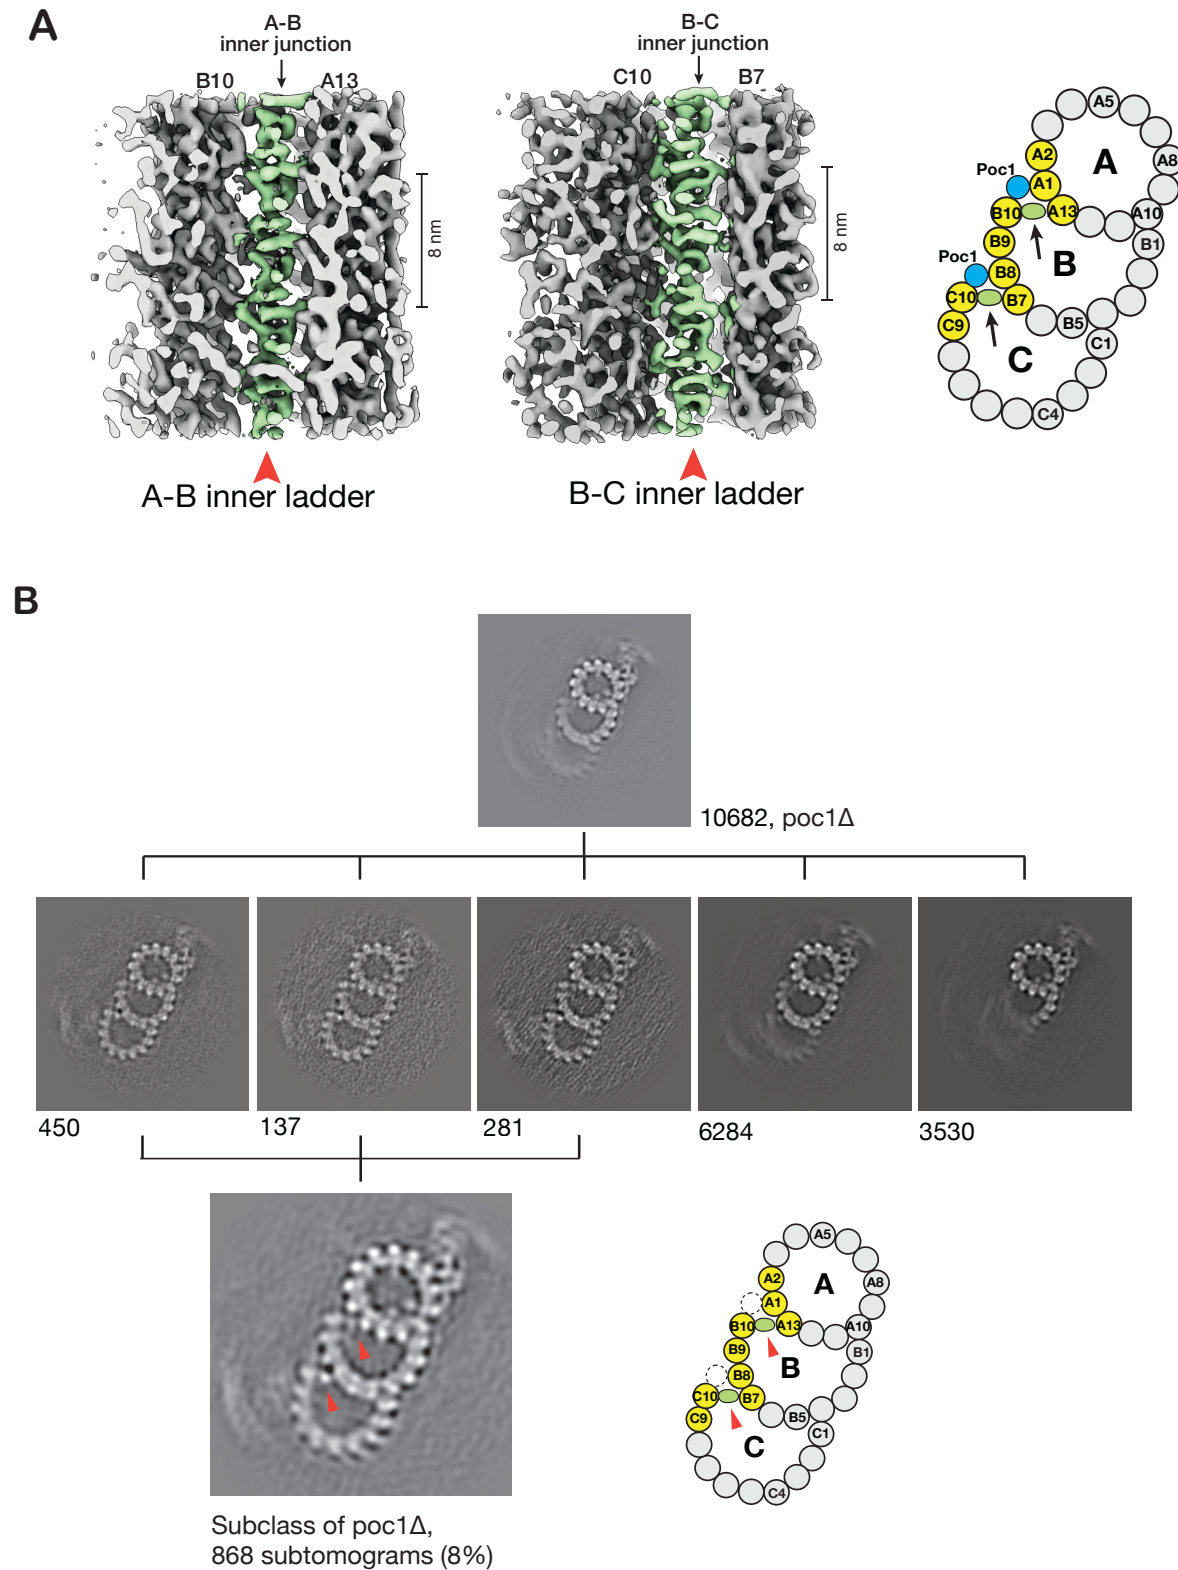 A
A-B
inner junction
B10
A13
8 nm
A-B inner ladder
B-C
inner junction
C10
B7
8 nm
B-C inner ladder
A5
A2
A8
A
Poc1
A1
B10
A13
A10
B9
B1
Poc1
B8
B
C10
B7
C9
B5
C1
C
C4
B
10682, poc1Δ
450
137
281
6284
3530
Subclass of poc1Δ,
868 subtomograms (8%)
A5
A2
A8
A
A1
B10
A13
A10
B9
B1
B8
B
C10
B7
C9
B5
C1
C
C4